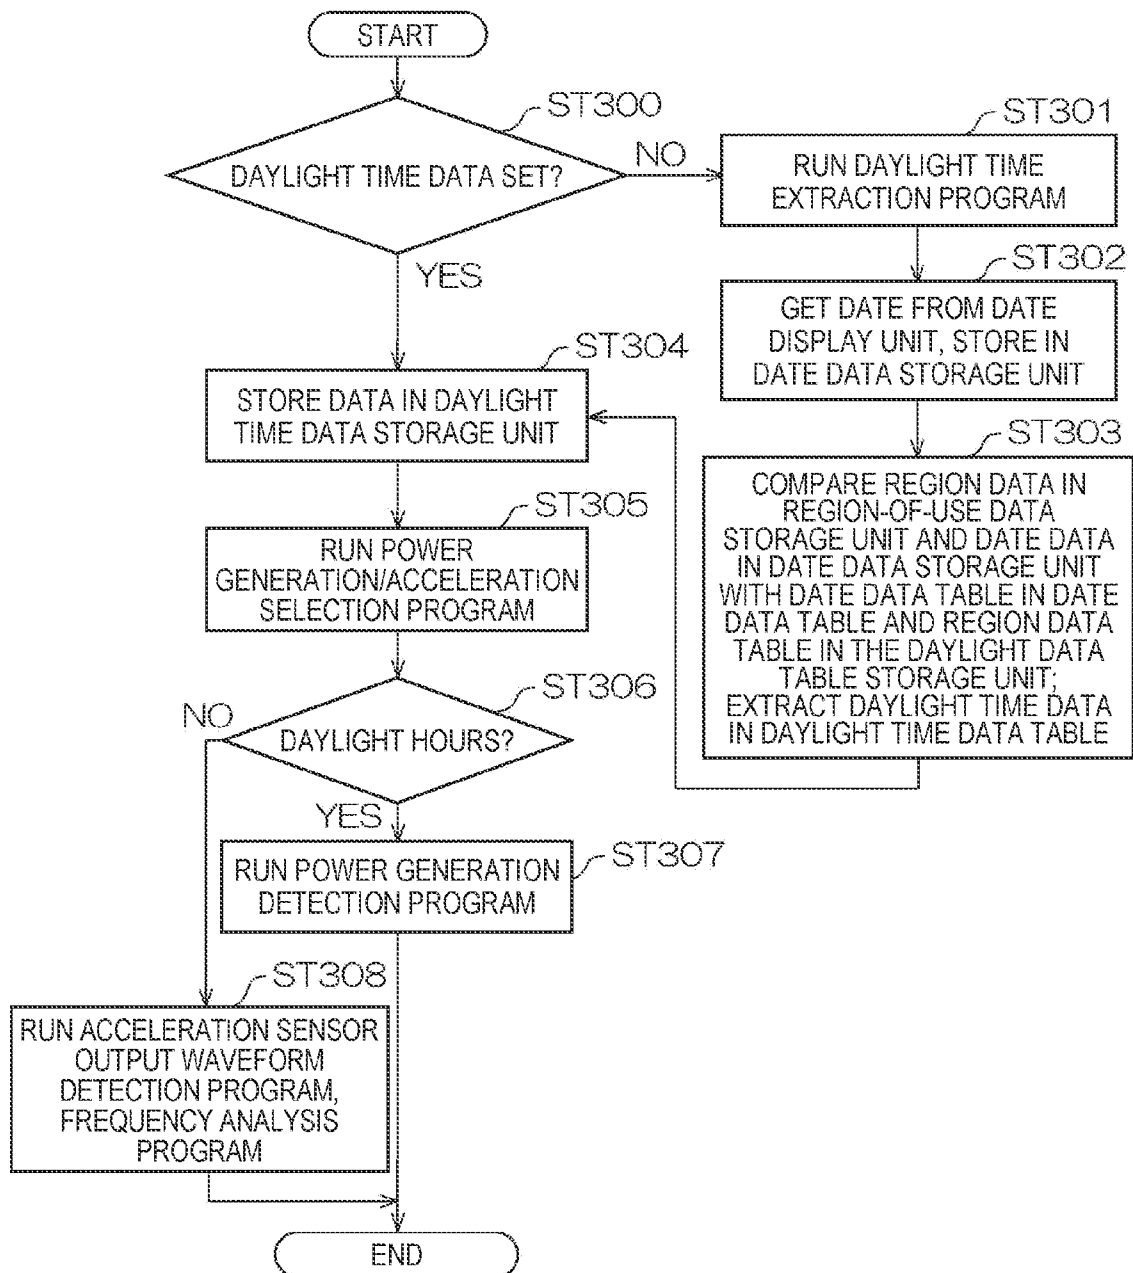 START
ST300
DAYLIGHT TIME DATA SET?
NO
YES
ST301
RUN DAYLIGHT TIME
EXTRACTION PROGRAM
ST302
GET DATE FROM DATE
DISPLAY UNIT, STORE IN
DATE DATA STORAGE UNIT
ST303
COMPARE REGION DATA IN
REGION-OF-USE DATA
STORAGE UNIT AND DATE DATA
IN DATE DATA STORAGE UNIT
WITH DATE DATA TABLE IN DATE
DATA TABLE AND REGION DATA
TABLE IN THE DAYLIGHT DATA
TABLE STORAGE UNIT;
EXTRACT DAYLIGHT TIME DATA
IN DAYLIGHT TIME DATA TABLE
ST304
STORE DATA IN DAYLIGHT
TIME DATA STORAGE UNIT
ST305
RUN POWER
GENERATION/ACCELERATION
SELECTION PROGRAM
ST306
DAYLIGHT HOURS?
NO
YES
ST307
RUN POWER GENERATION
DETECTION PROGRAM
ST308
RUN ACCELERATION SENSOR
OUTPUT WAVEFORM
DETECTION PROGRAM,
FREQUENCY ANALYSIS
PROGRAM
END